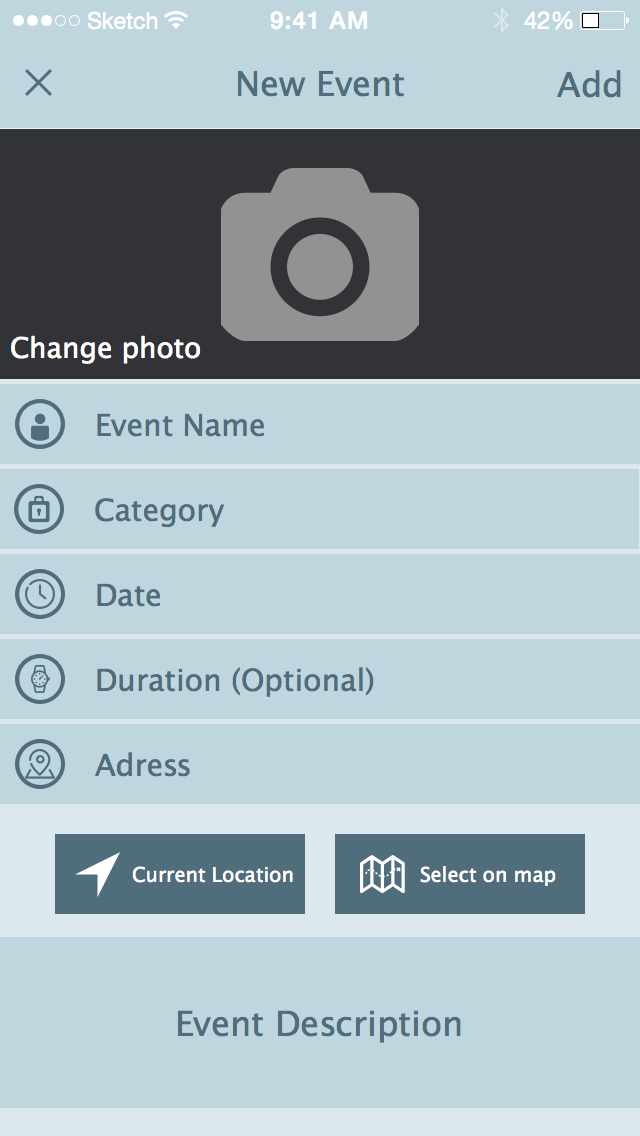 Sketch 9:41 AM 42%
New Event Add
Change photo
Event Name
Category
Date
Duration (Optional)
Adress
Current Location Select on map
Event Description